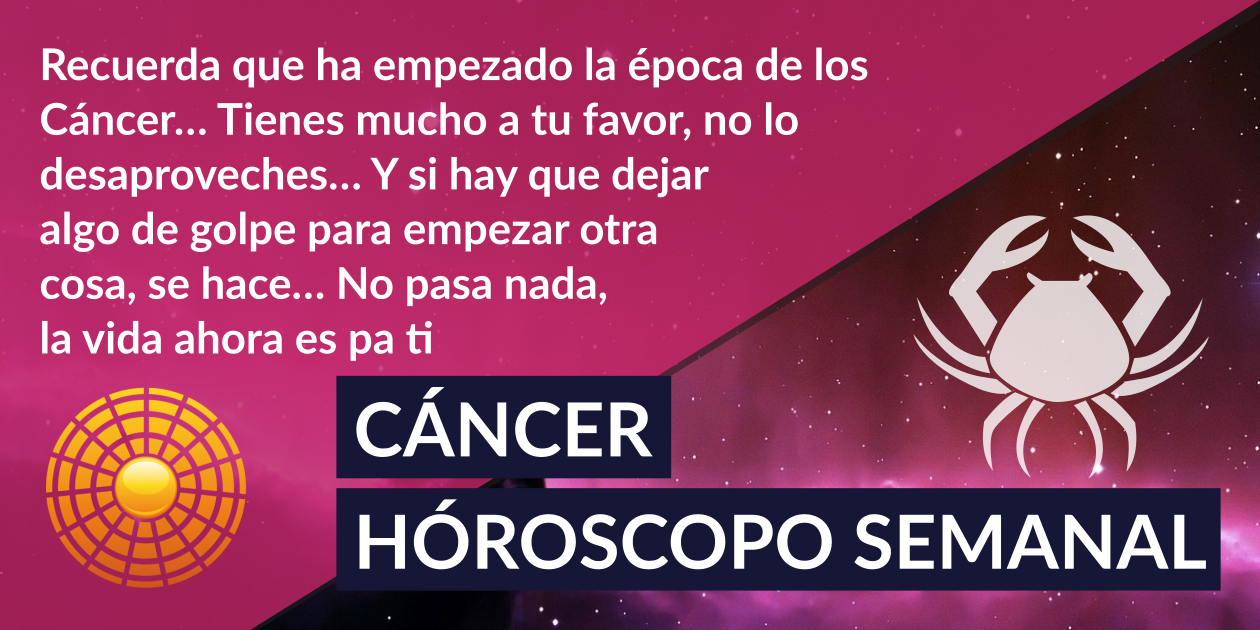 Recuerda que ha empezado la época de los
Cáncer... Tienes mucho a tu favor, no lo
desaproveches... Y si hay que dejar
algo de golpe para empezar otra
cosa, se hace... No pasa nada,
la vida ahora es pa ti
CÁNCER
HÓROSCOPO SEMANAL